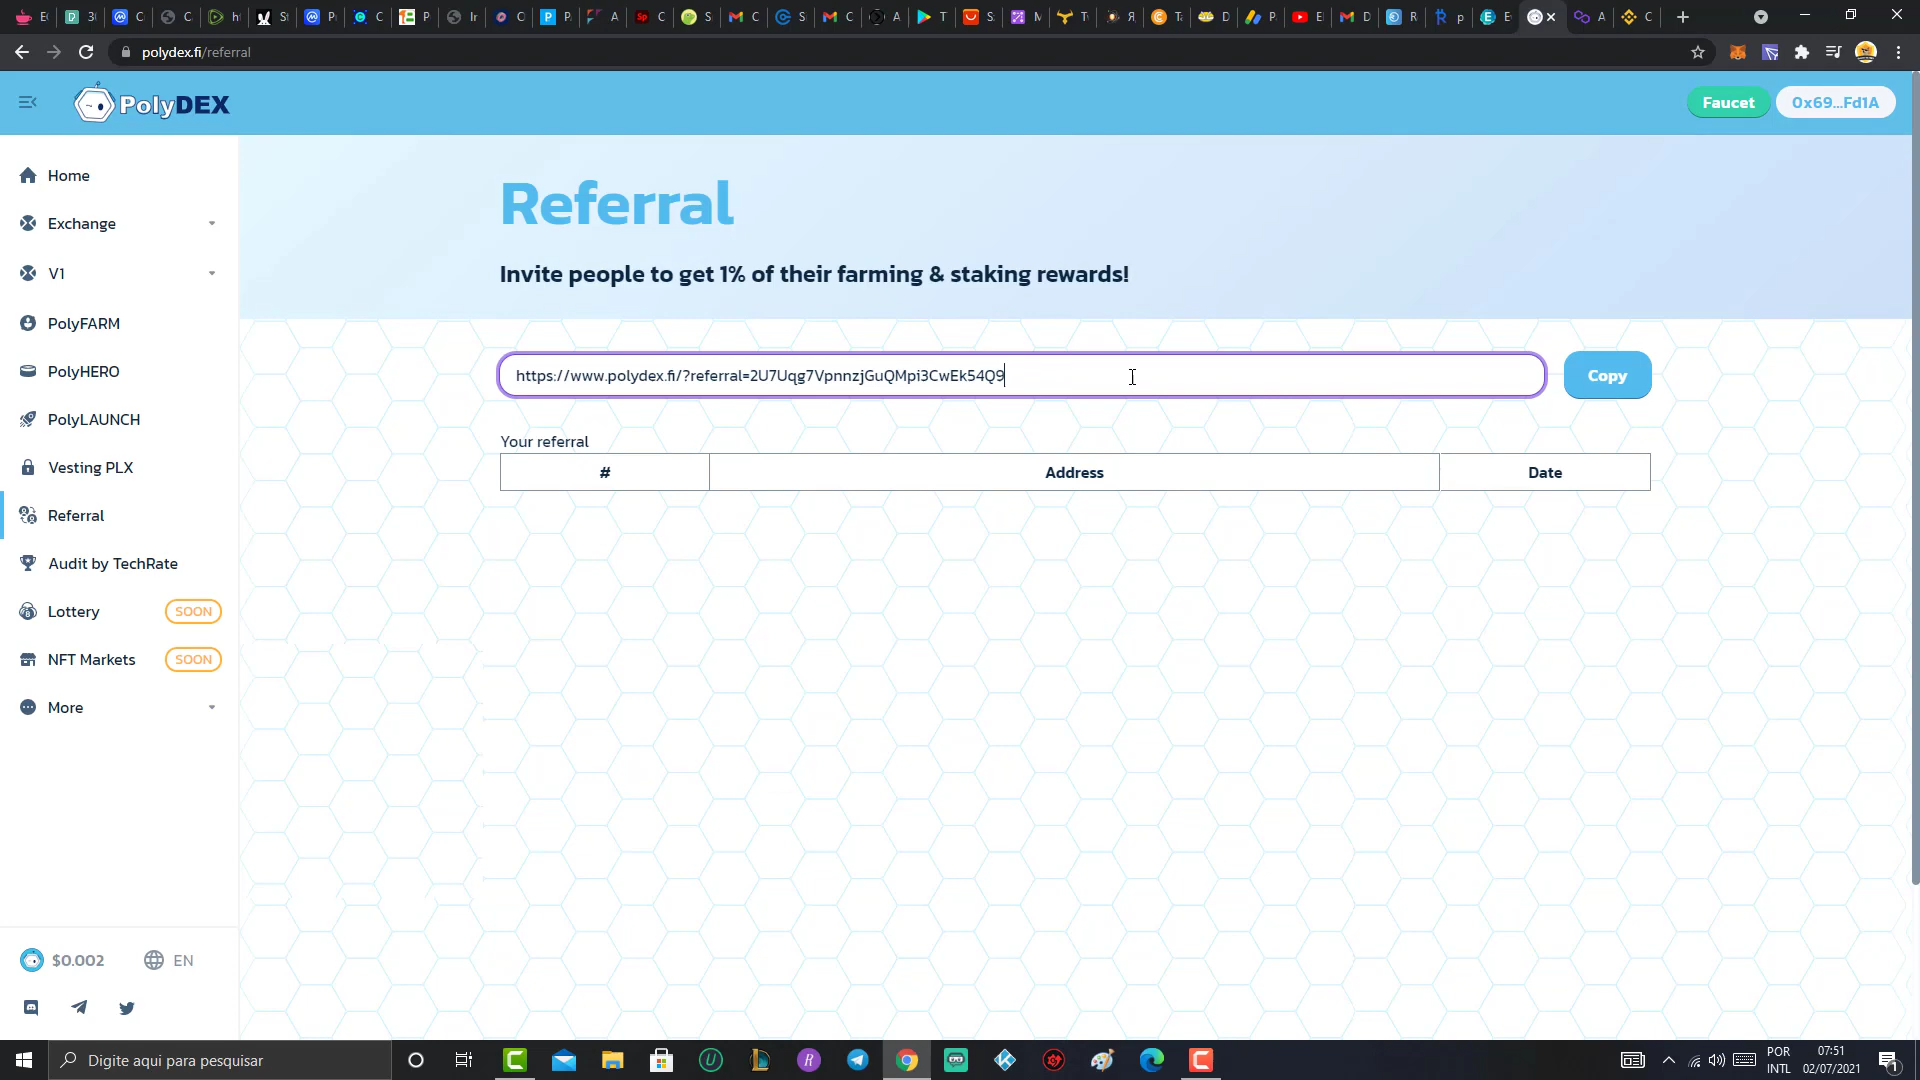 polydex.fi/referral
PolyDEX
Faucet
0x69...Fd1A
Home
Exchange
V1
PolyFARM
PolyHERO
PolyLAUNCH
Vesting PLX
Referral
Audit by TechRate
Lottery
SOON
NFT Markets
SOON
More
$0.002
EN
Referral
Invite people to get 1% of their farming & staking rewards!
https://www.polydex.fi/?referral=2U7Uqg7VpnnzjGuQMpi3CwEk54Q9
Copy
Your referral
# Address Date
Digite aqui para pesquisar
POR
INTL
07:51
02/07/2021
1